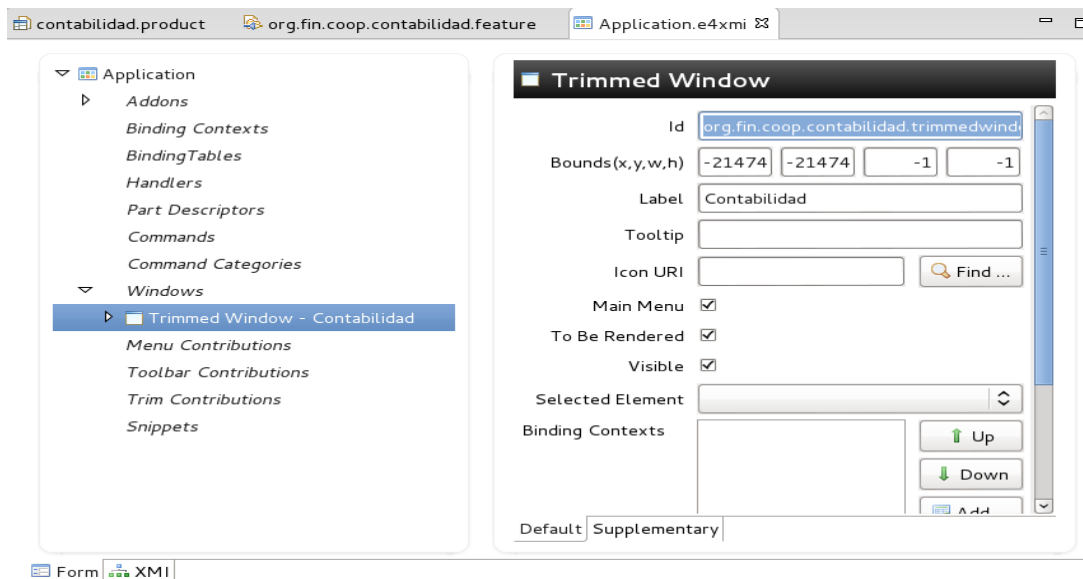 contabilidad.product org.fin.coop.contabilidad.feature Application.e4xmi
Application
Addons
Binding Contexts
BindingTables
Handlers
Part Descriptors
Commands
Command Categories
Windows
Trimmed Window - Contabilidad
Menu Contributions
Toolbar Contributions
Trim Contributions
Snippets
Trimmed Window
Id org.fin.coop.contabilidad.trimmedwind
Bounds(x,y,w,h) -21474 -21474 -1 -1
Label Contabilidad
Tooltip
Icon URI Find ...
Main Menu
To Be Rendered
Visible
Selected Element
Binding Contexts Up
Down
Add
Default Supplementary
Form XMI